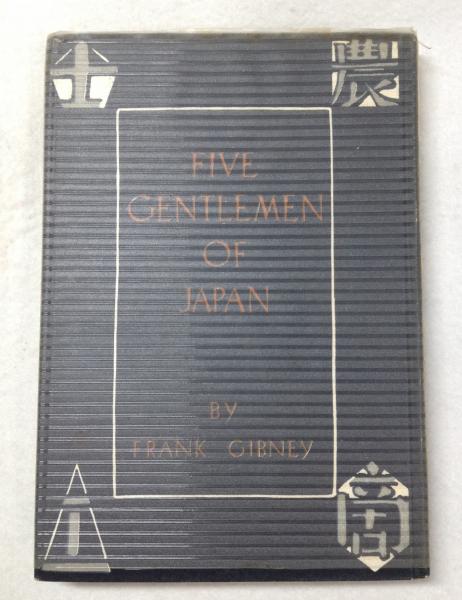 士 農
FIVE
GENTLEMEN
OF
JAPAN
BY
FRANK GIBNEY
工 商